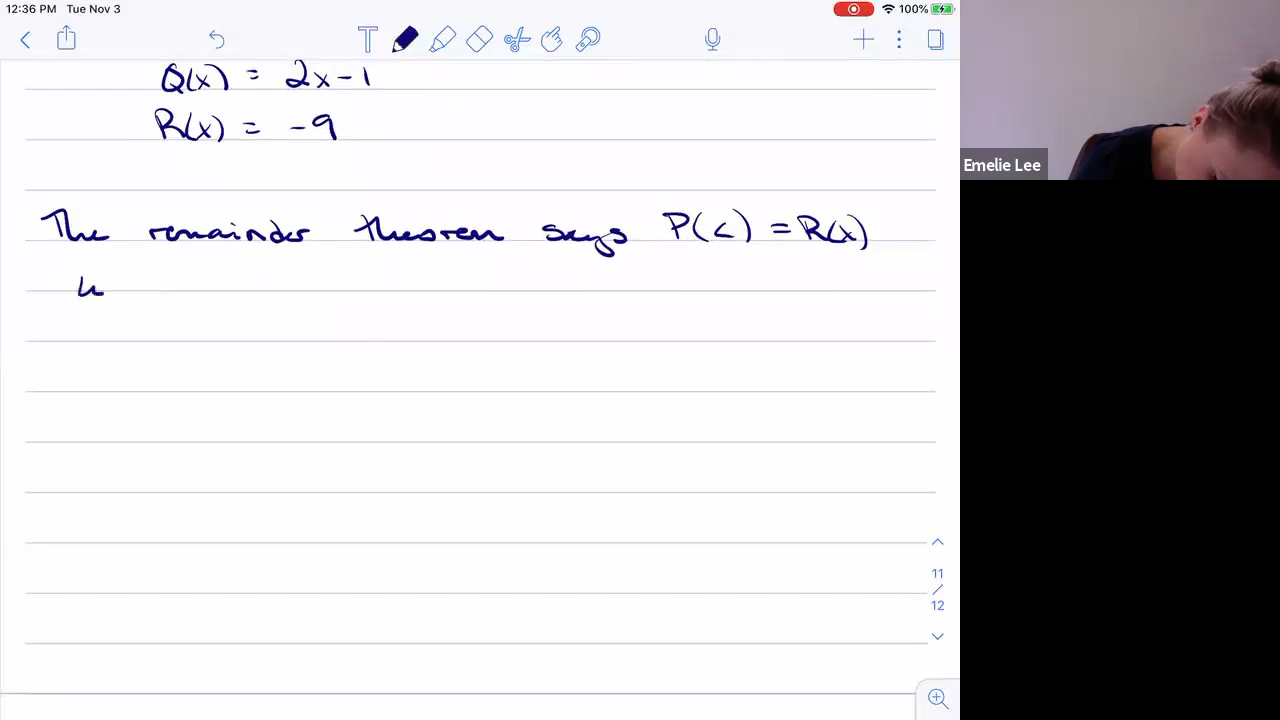 12:36 PM Tue Nov 3
100%
T
Q(x) = 2x-1
R(x) = -9
Emelie Lee
The remainder theorem says P(c) = R(x)
11
/
12